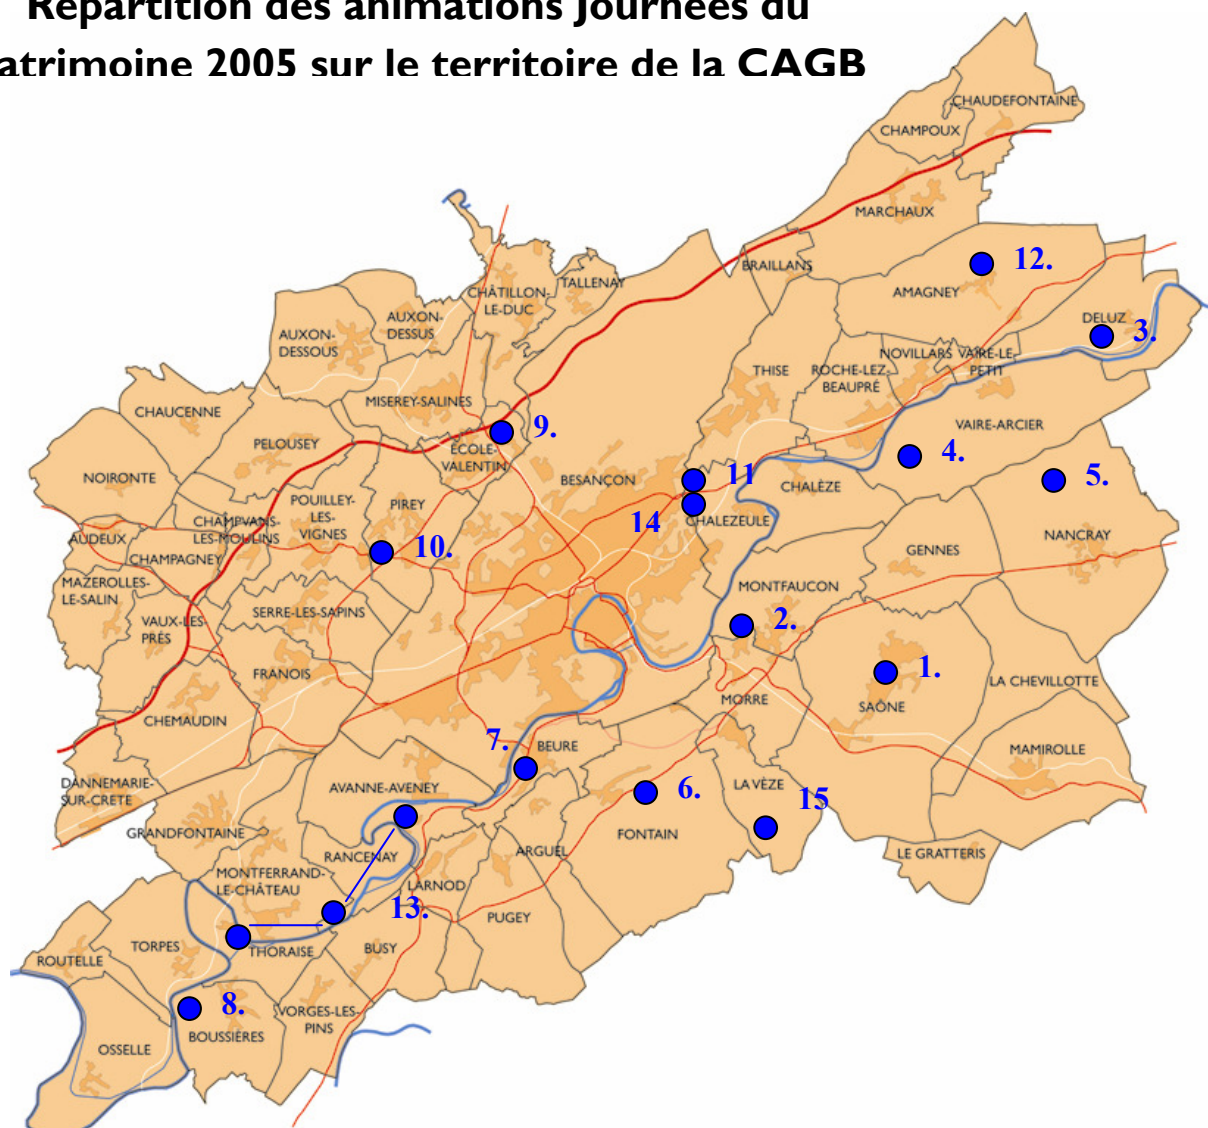 Répartition des animations Journées du
atrimoine 2005 sur le territoire de la CAGB
CHAUDEFONTAINE
CHAMPOUX
MARCHAUX
BRAILLANS
12.
AMAGNEY
TALLENAY
CHÂTILLON-
LE-DUC
AUXON-
DESSUS
AUXON-
DESSOUS
DELUZ
3.
NOVILLARS
VAIRE-LE-
PETIT
THISE
ROCHE-LEZ-
BEAUPRÉ
MISEREY-SALINES
CHAUCENNE
PELOUSEY
9.
ÉCOLE-
VALENTIN
VAIRE-ARCIER
4.
5.
NOIRONTE
BESANÇON
11
CHALÈZE
POUILLEY-
LES-
VIGNES
PIREY
14
CHALEZEULE
CHAMPVANS-
LES-MOULINS
AUDEUX
CHAMPAGNEY
10.
NANCRAY
GENNES
MAZEROLLES-
LE-SALIN
MONTFAUCON
SERRE-LES-SAPINS
VAUX-LES-
PRÉS
2.
FRANOIS
1.
LA CHEVILLOTTE
MORRE
SAÔNE
CHEMAUDIN
7.
BEURE
MAMIROLLE
DANNEMARIE-
SUR-CRETE
AVANNE-AVENEY
6.
LA VÈZE
15
GRANDFONTAINE
FONTAIN
RANCENAY
ARGUEL
LE GRATTERIS
MONTFERRAND-
LE-CHÂTEAU
LARNOD
13.
PUGEY
TORPES
THORAISE
BUSY
ROUTELLE
8.
VORGES-LES-
PINS
BOUSSIÈRES
OSSELLE